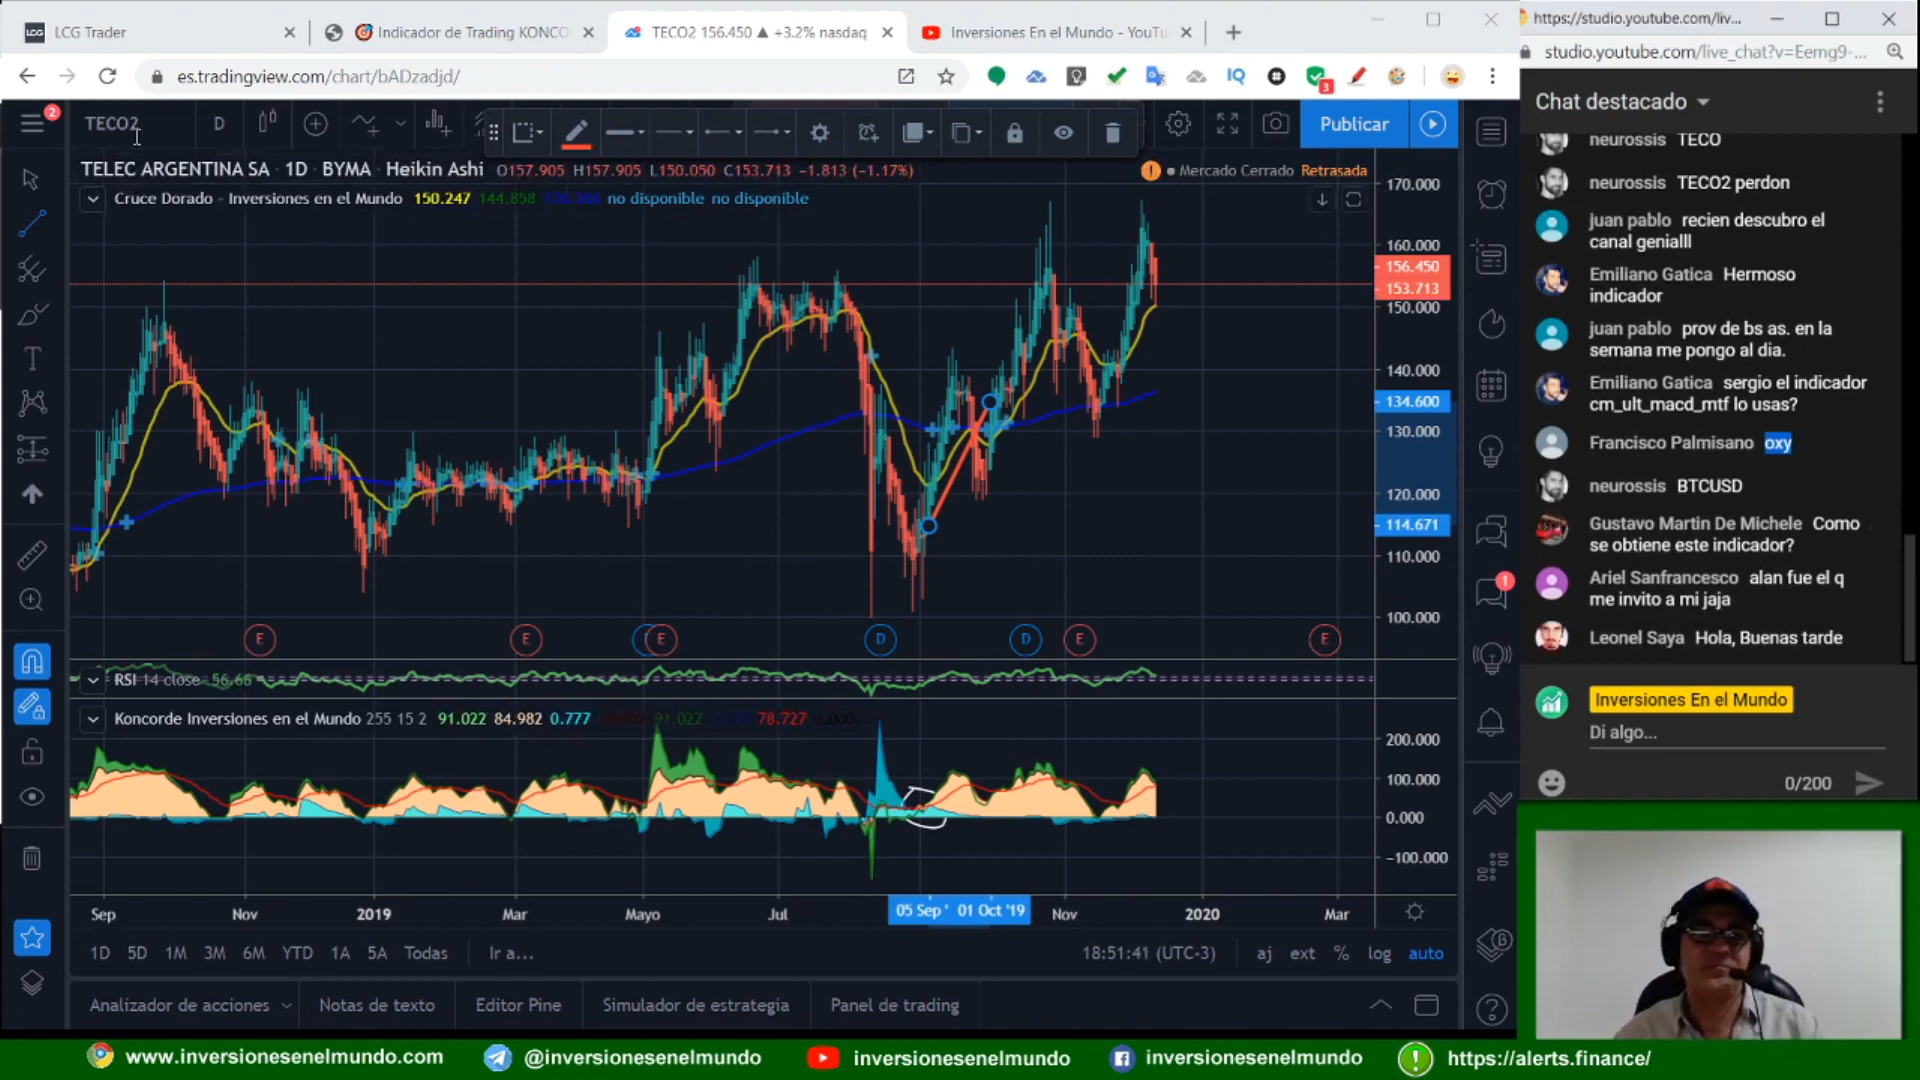 LCG LCG Trader
Indicador de Trading KONCO
TECO2 156.450 ▲ +3.2% nasdaq
Inversiones En el Mundo - YouTu
https://studio.youtube.com/liv...
es.tradingview.com/chart/bADzadjd/
IQ
3
studio.youtube.com/live_chat?v=Eemg9-...
2
TECO2
D
Publicar
Chat destacado
TELEC ARGENTINA SA · 1D · BYMA · Heikin Ashi O157.905 H157.905 L150.050 C153.713 −1.813 (−1.17%)
Mercado Cerrado Retrasada
Cruce Dorado - Inversiones en el Mundo 150.247 144.858 no disponible no disponible
170.000
160.000
156.450
153.713
150.000
140.000
134.600
130.000
120.000
114.671
110.000
100.000
E E E D D E E
RSI 14 close 56.66
Koncorde Inversiones en el Mundo 255 15 2 91.022 84.982 0.777 91.022 78.727 0.000
200.000
100.000
0.000
−100.000
Sep Nov 2019 Mar Mayo Jul 05 Sep ' 01 Oct '19 Nov 2020 Mar
1D 5D 1M 3M 6M YTD 1A 5A Todas Ir a...
18:51:41 (UTC-3) aj ext % log auto
Analizador de acciones Notas de texto Editor Pine Simulador de estrategia Panel de trading
1
neurossis TECO
neurossis TECO2 perdon
juan pablo recien descubro el
canal genialll
Emiliano Gatica Hermoso
indicador
juan pablo prov de bs as. en la
semana me pongo al dia.
Emiliano Gatica sergio el indicador
cm_ult_macd_mtf lo usas?
Francisco Palmisano oxy
neurossis BTCUSD
Gustavo Martin De Michele Como
se obtiene este indicador?
Ariel Sanfrancesco alan fue el q
me invito a mi jaja
Leonel Saya Hola, Buenas tarde
Inversiones En el Mundo
Di algo...
0/200
www.inversionesenelmundo.com @inversionesenelmundo inversionesenelmundo inversionesenelmundo https://alerts.finance/